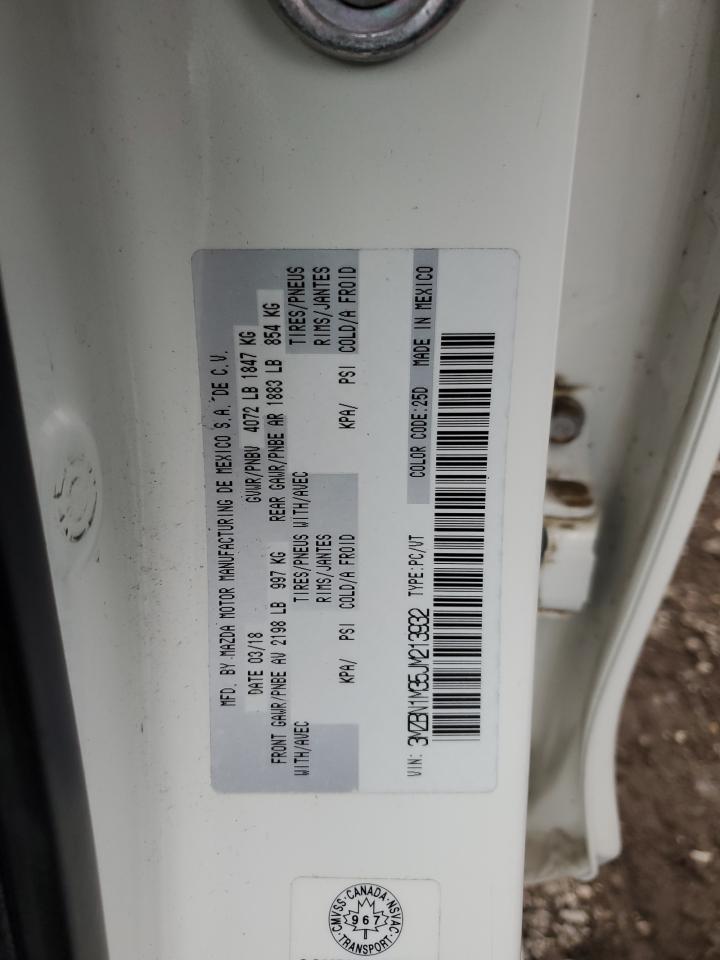 MFD. BY MAZDA MOTOR MANUFACTURING DE MEXICO S.A. DE C.V.
DATE 03/18 GVWR/PNBV 4072 LB 1847 KG
FRONT GAWR/PNBE AV 2198 LB 997 KG REAR GAWR/PNBE AR 1883 LB 854 KG
WITH/AVEC TIRES/PNEUS WITH/AVEC TIRES/PNEUS
RIMS/JANTES RIMS/JANTES
KPA/ PSI COLD/A FROID KPA/ PSI COLD/A FROID
VIN: 3MZBN1M35JM213932 TYPE:PC/VT COLOR CODE:25D MADE IN MEXICO
CMVSS · CANADA · NSVAC
967
· TRANSPORT ·